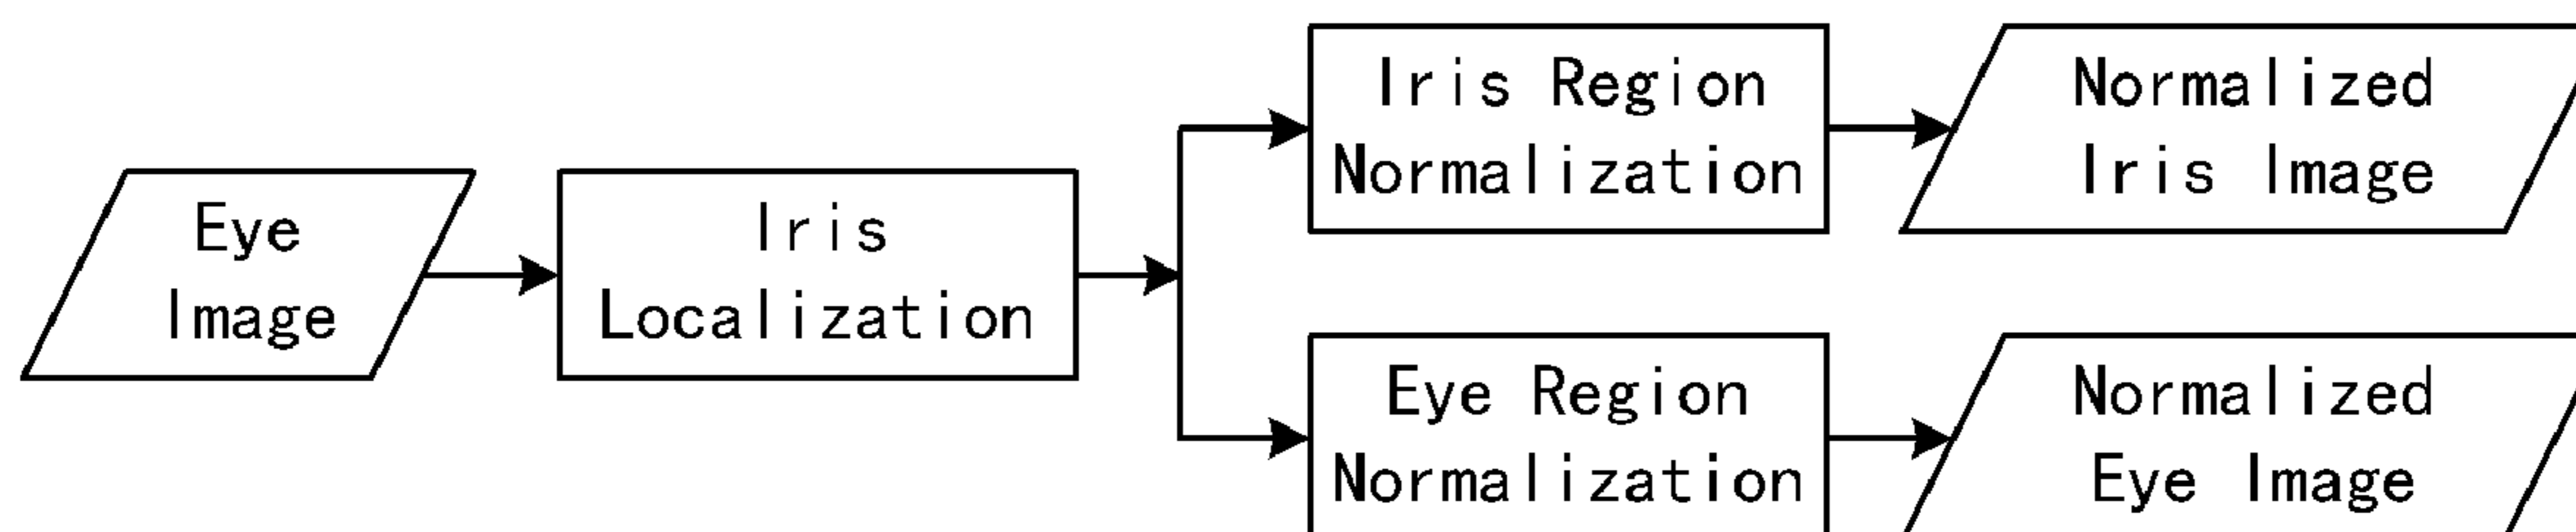 Eye
Image
Iris
Localization
Iris Region
Normalization
Normalized
Iris Image
Eye Region
Normalization
Normalized
Eye Image